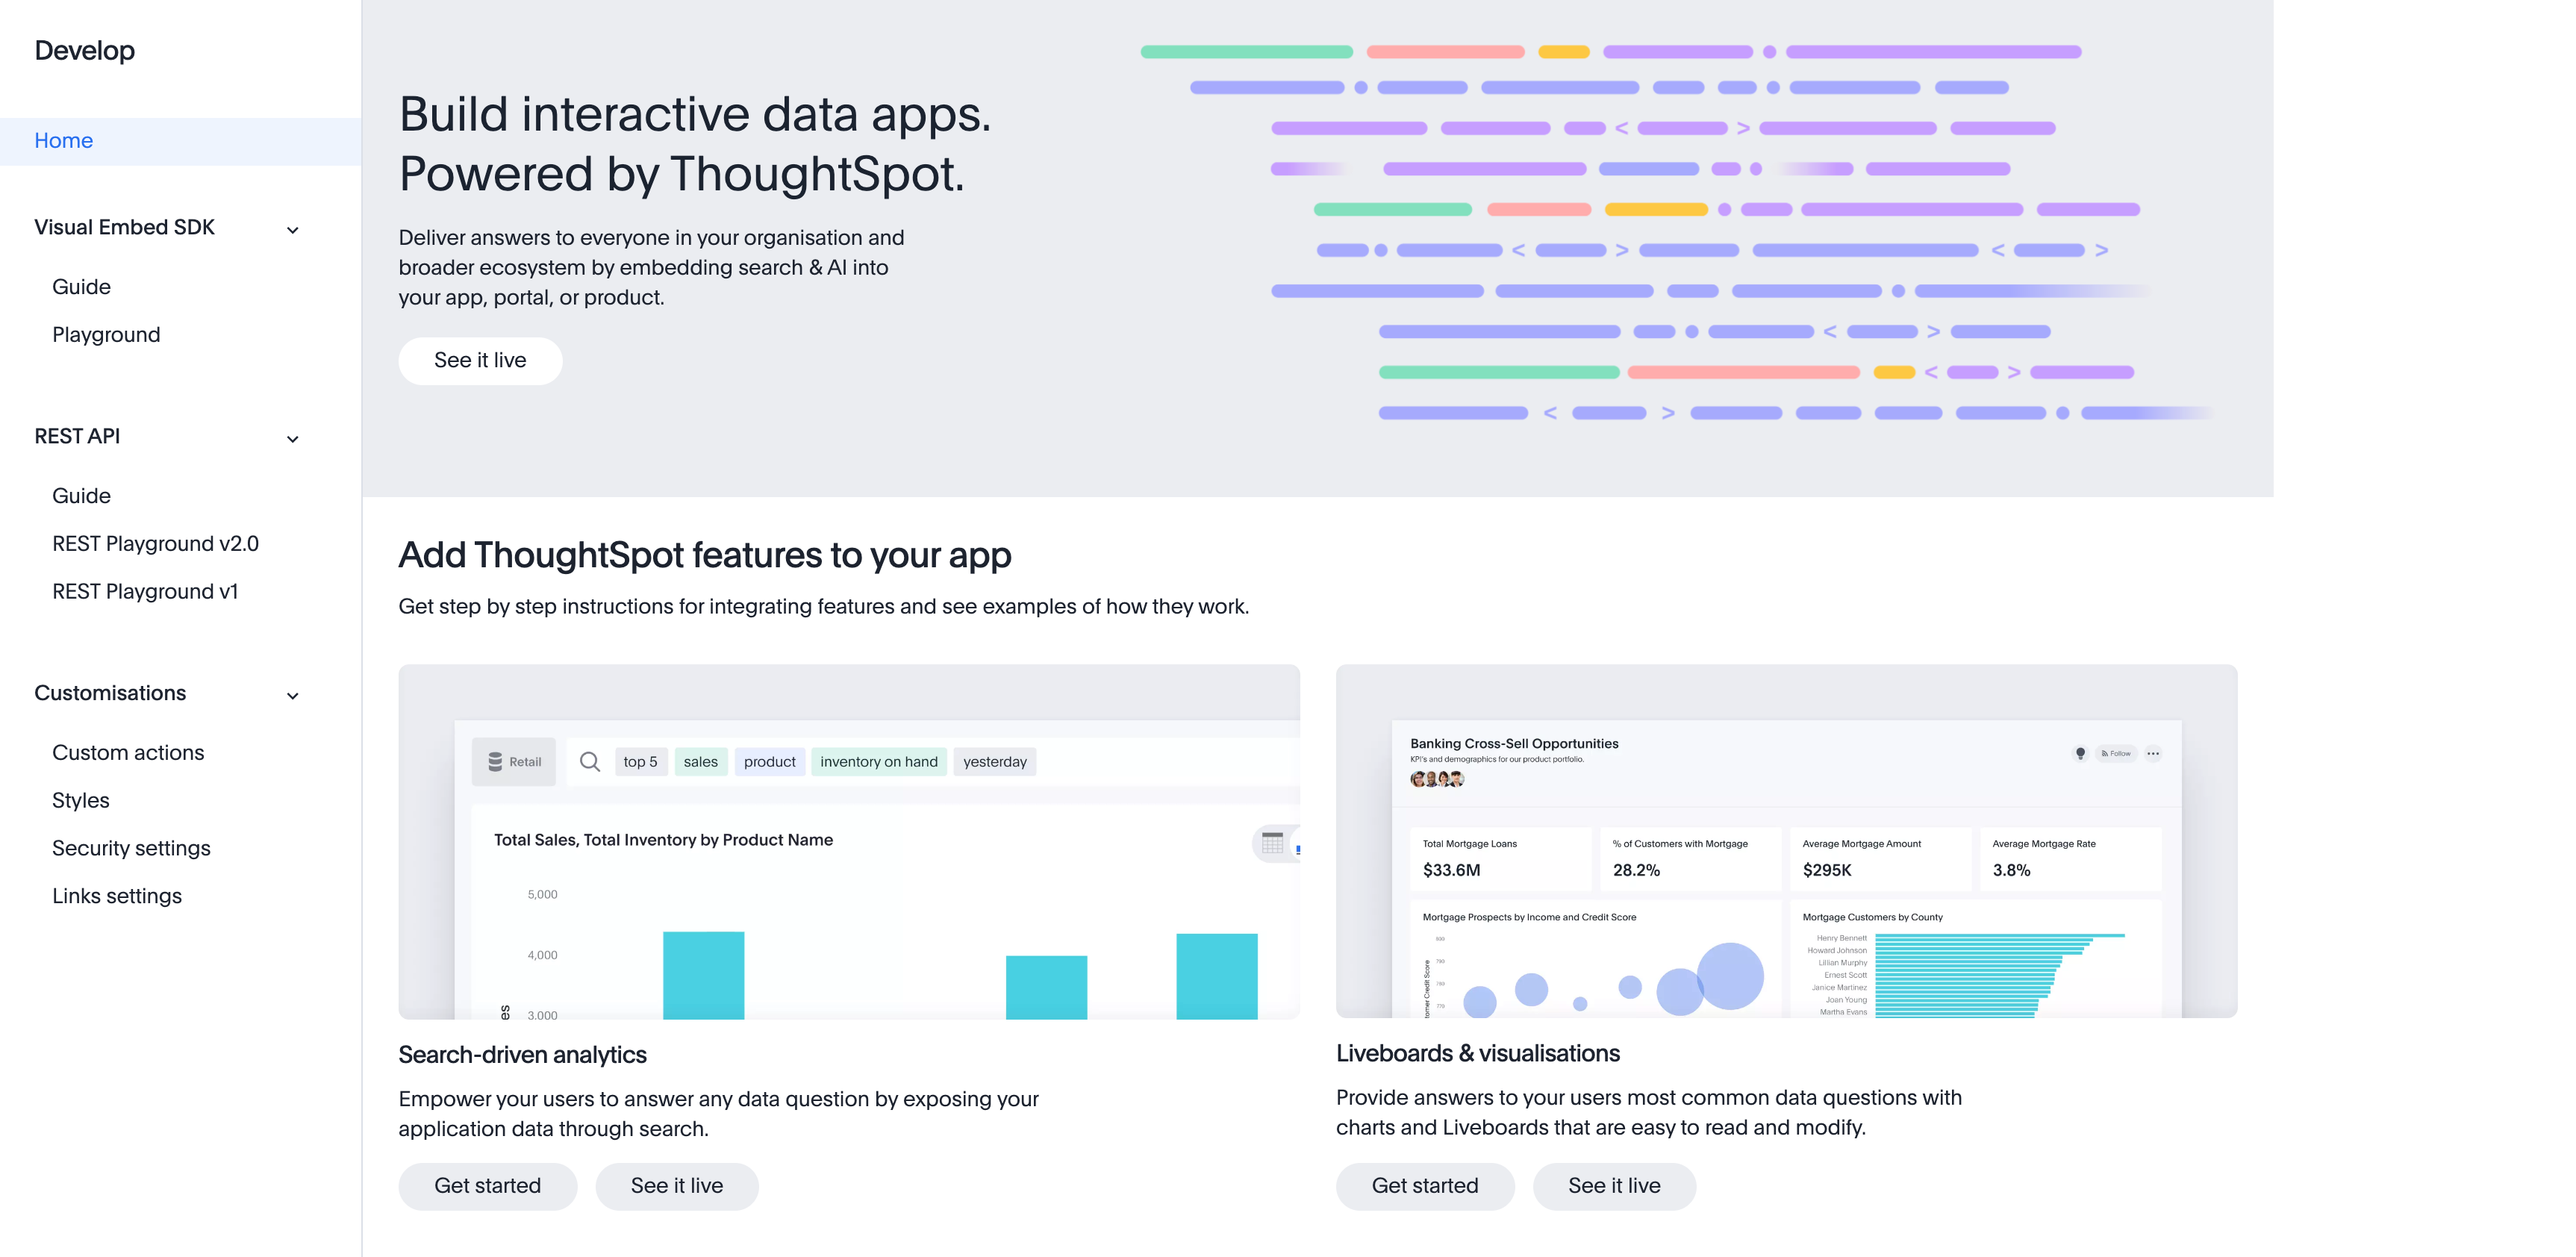 Develop
Home
Visual Embed SDK
Guide
Playground
REST API
Guide
REST Playground v2.0
REST Playground v1
Customisations
Custom actions
Styles
Security settings
Links settings
Build interactive data apps.
Powered by ThoughtSpot.
Deliver answers to everyone in your organisation and
broader ecosystem by embedding search & AI into
your app, portal, or product.
See it live
< >
< >
< >
< >
< >
< >
Add ThoughtSpot features to your app
Get step by step instructions for integrating features and see examples of how they work.
Retail
top 5 sales product inventory on hand yesterday
Total Sales, Total Inventory by Product Name
5,000
4,000
3,000
es
Search-driven analytics
Empower your users to answer any data question by exposing your
application data through search.
Get started See it live
Banking Cross-Sell Opportunities
KPI's and demographics for our product portfolio.
Follow
Total Mortgage Loans
$33.6M
% of Customers with Mortgage
28.2%
Average Mortgage Amount
$295K
Average Mortgage Rate
3.8%
Mortgage Prospects by Income and Credit Score
tomer Credit Score
Mortgage Customers by County
Henry Bennett
Howard Johnson
Lillian Murphy
Ernest Scott
Janice Martinez
Joan Young
Martha Evans
Liveboards & visualisations
Provide answers to your users most common data questions with
charts and Liveboards that are easy to read and modify.
Get started See it live